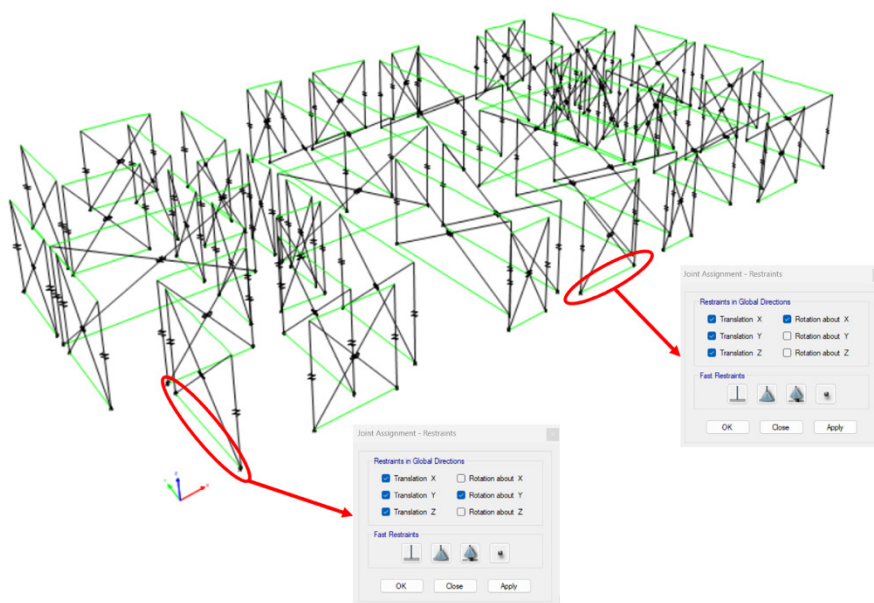 Joint Assignment - Restraints
Restraints in Global Directions
Translation X Rotation about X
Translation Y Rotation about Y
Translation Z Rotation about Z
Fast Restraints
OK Close Apply
Joint Assignment - Restraints
Restraints in Global Directions
Translation X Rotation about X
Translation Y Rotation about Y
Translation Z Rotation about Z
Fast Restraints
OK Close Apply